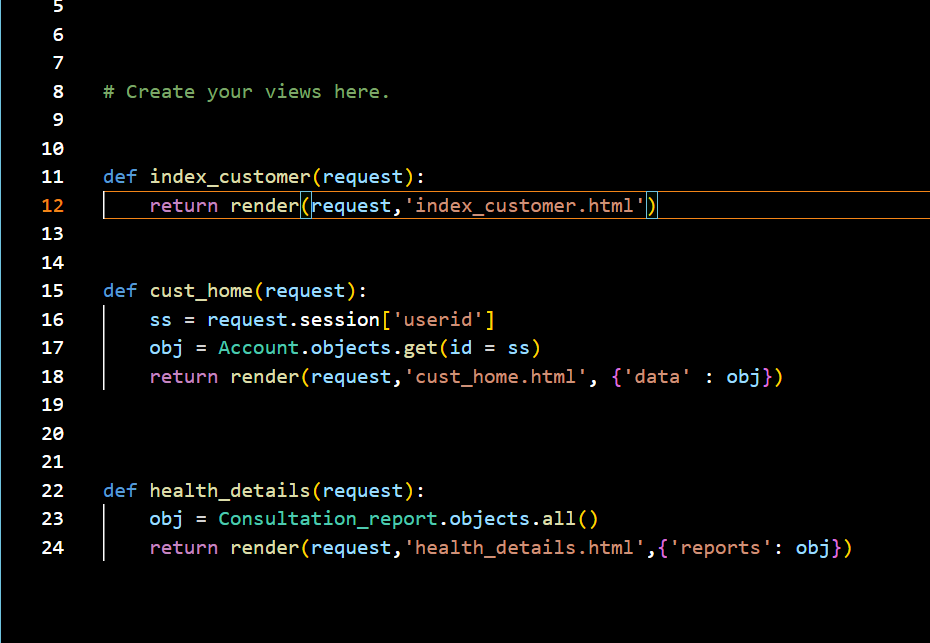 5
6
7
8 # Create your views here.
9
10
11 def index_customer(request):
12     return render(request,'index_customer.html')
13
14
15 def cust_home(request):
16     ss = request.session['userid']
17     obj = Account.objects.get(id = ss)
18     return render(request,'cust_home.html', {'data' : obj})
19
20
21
22 def health_details(request):
23     obj = Consultation_report.objects.all()
24     return render(request,'health_details.html',{'reports': obj})